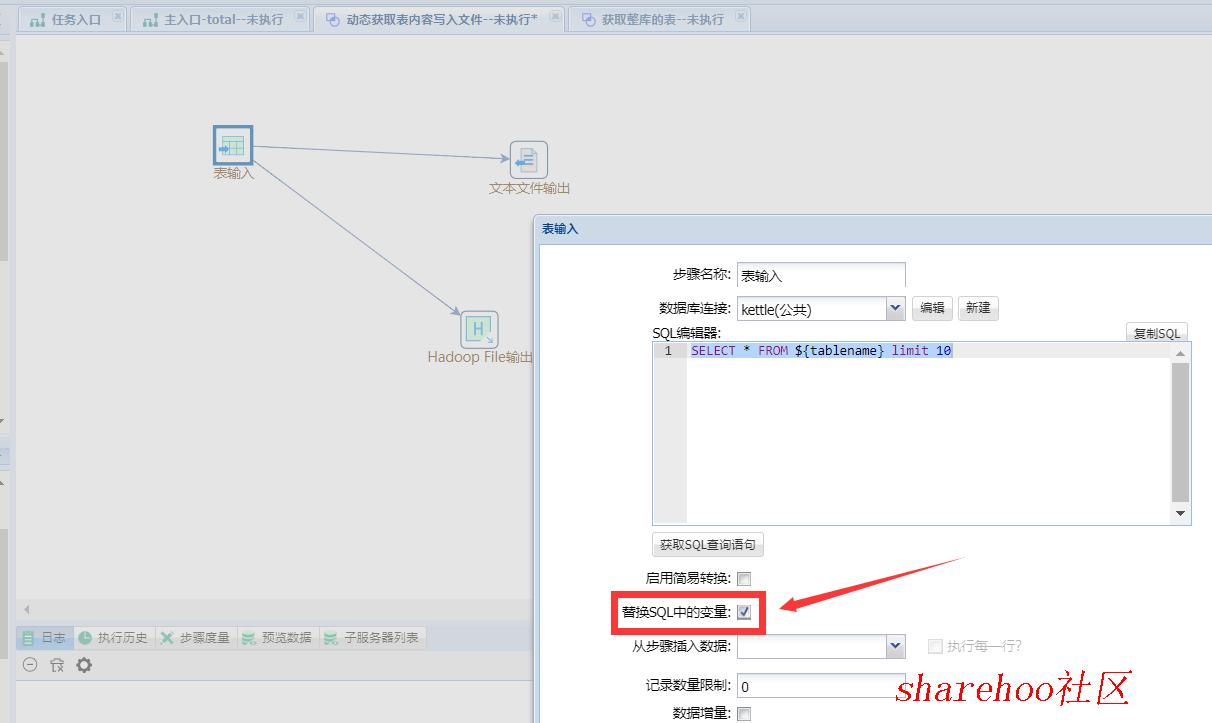 任务入口
主入口-total--未执行
动态获取表内容写入文件--未执行*
获取整库的表--未执行
表输入
文本文件输出
Hadoop File输出
表输入
步骤名称: 表输入
数据库连接: kettle(公共) 编辑 新建
SQL编辑器: 复制SQL
1 SELECT * FROM ${tablename} limit 10
获取SQL查询语句
启用简易转换:
替换SQL中的变量:
从步骤插入数据: 执行每一行?
记录数量限制: 0
数据增量:
日志 执行历史 步骤度量 预览数据 子服务器列表
sharehoo社区